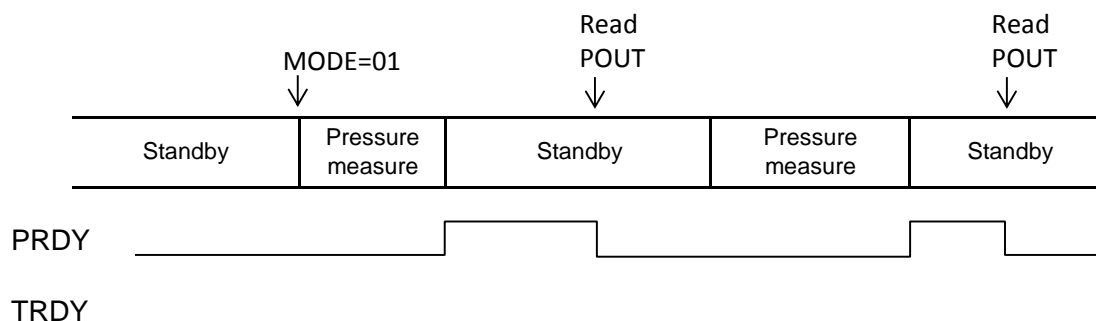 Read
POUT
Read
POUT
MODE=01
Standby
Pressure
measure
Standby
Pressure
measure
Standby
PRDY
TRDY